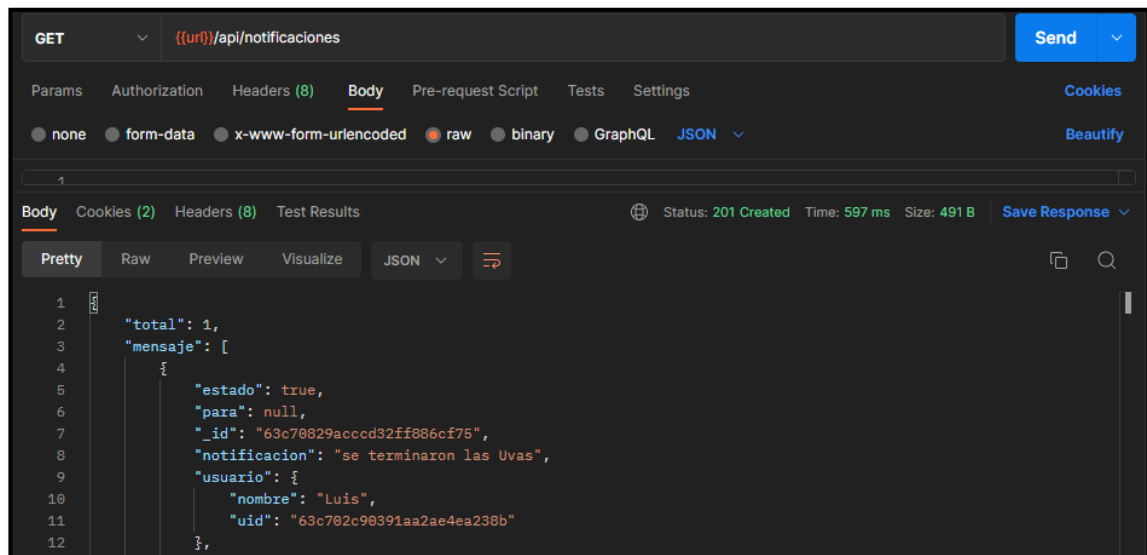 GET {{url}}/api/notificaciones Send
Params Authorization Headers (8) Body Pre-request Script Tests Settings Cookies
none form-data x-www-form-urlencoded raw binary GraphQL JSON Beautify
1
Body Cookies (2) Headers (8) Test Results Status: 201 Created Time: 597 ms Size: 491 B Save Response
Pretty Raw Preview Visualize JSON
1 {
2 "total": 1,
3 "mensaje": [
4 {
5 "estado": true,
6 "para": null,
7 "_id": "63c70829acccd32ff886cf75",
8 "notificacion": "se terminaron las Uvas",
9 "usuario": {
10 "nombre": "Luis",
11 "uid": "63c702c90391aa2ae4ea238b"
12 },